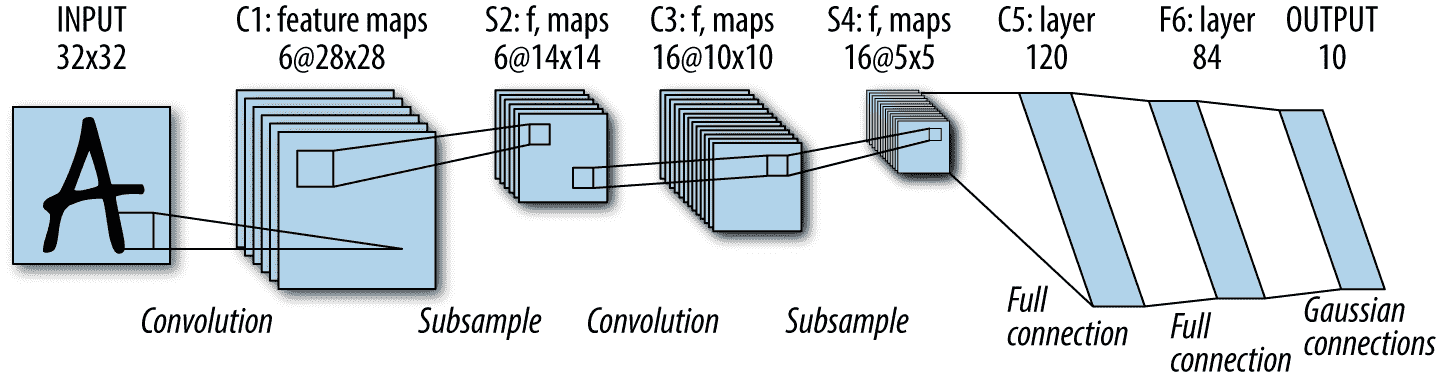 INPUT
32x32
C1: feature maps
6@28x28
S2: f, maps
6@14x14
C3: f, maps
16@10x10
S4: f, maps
16@5x5
C5: layer
120
F6: layer
84
OUTPUT
10
A
Convolution
Subsample
Convolution
Subsample
Full
connection
Full
connection
Gaussian
connections